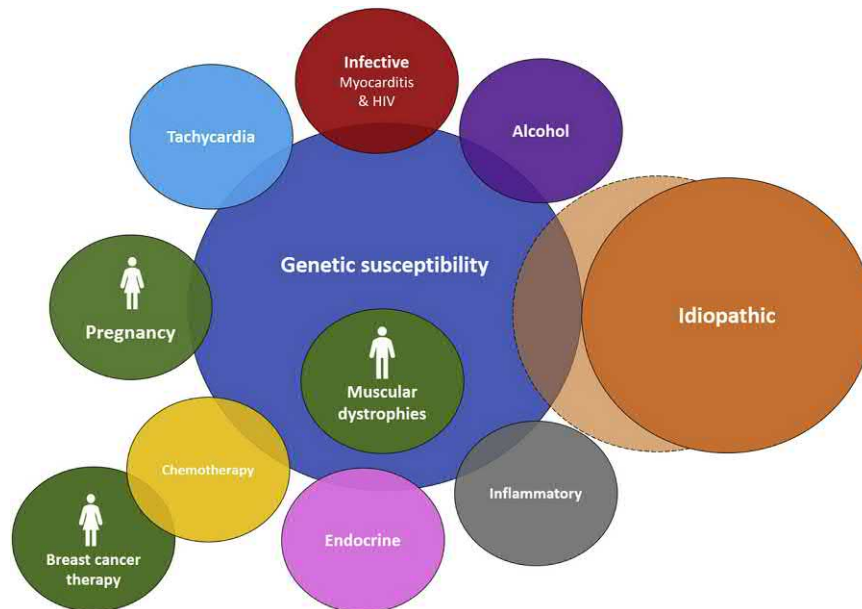 Infective
Myocarditis
& HIV
Tachycardia
Alcohol
Genetic susceptibility
Pregnancy
Idiopathic
Muscular
dystrophies
Chemotherapy
Inflammatory
Endocrine
Breast cancer
therapy